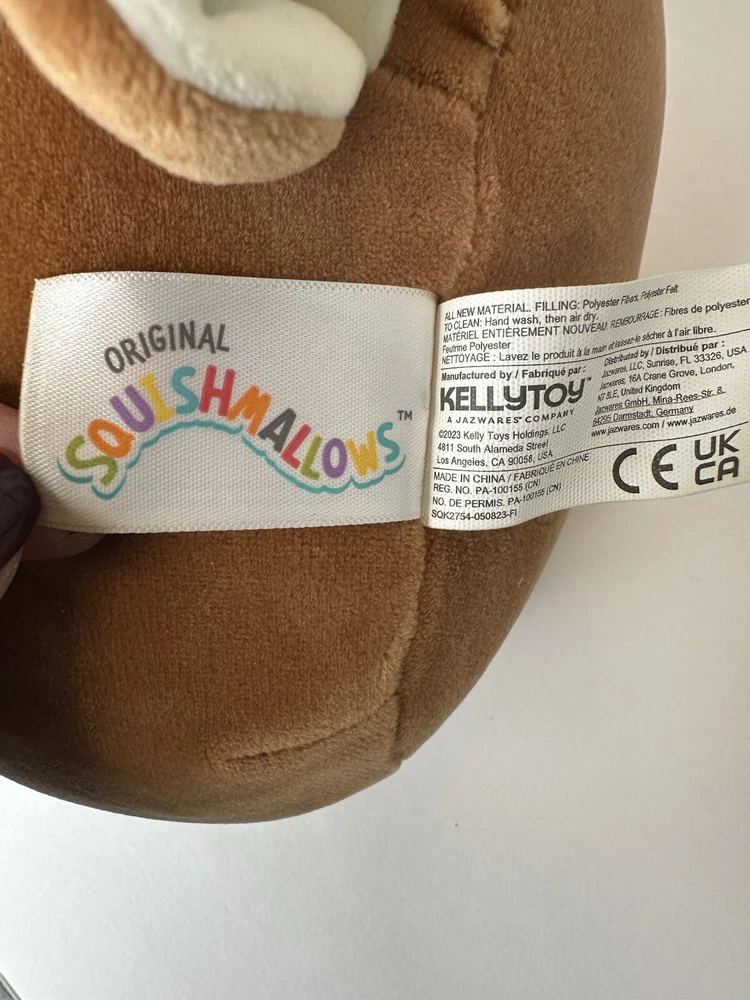 ORIGINAL
SQUISHMALLOWS™
ALL NEW MATERIAL. FILLING: Polyester Fibers, Polyester Felt
TO CLEAN: Hand wash, then air dry.
MATÉRIEL ENTIÈREMENT NOUVEAU. REMBOURRAGE : Fibres de polyester
Feutrine Polyester
NETTOYAGE : Lavez le produit à la main et laissez-le sécher à l'air libre.
Manufactured by / Fabriqué par :
KELLYTOY™
A JAZWARES® COMPANY
©2023 Kelly Toys Holdings, LLC
4811 South Alameda Street
Los Angeles, CA 90058, USA
Distributed by / Distribué par :
Jazwares, LLC, Sunrise, FL 33326, USA
Jazwares, 16A Crane Grove, London,
N7 8LE, United Kingdom
Jazwares GmbH, Mina-Rees-Str. 8,
64295 Darmstadt, Germany
www.jazwares.com / www.jazwares.de
MADE IN CHINA / FABRIQUÉ EN CHINE
REG. NO. PA-100155 (CN)
NO. DE PERMIS. PA-100155 (CN)
SQK2754-050823-FI
CE UK
CA